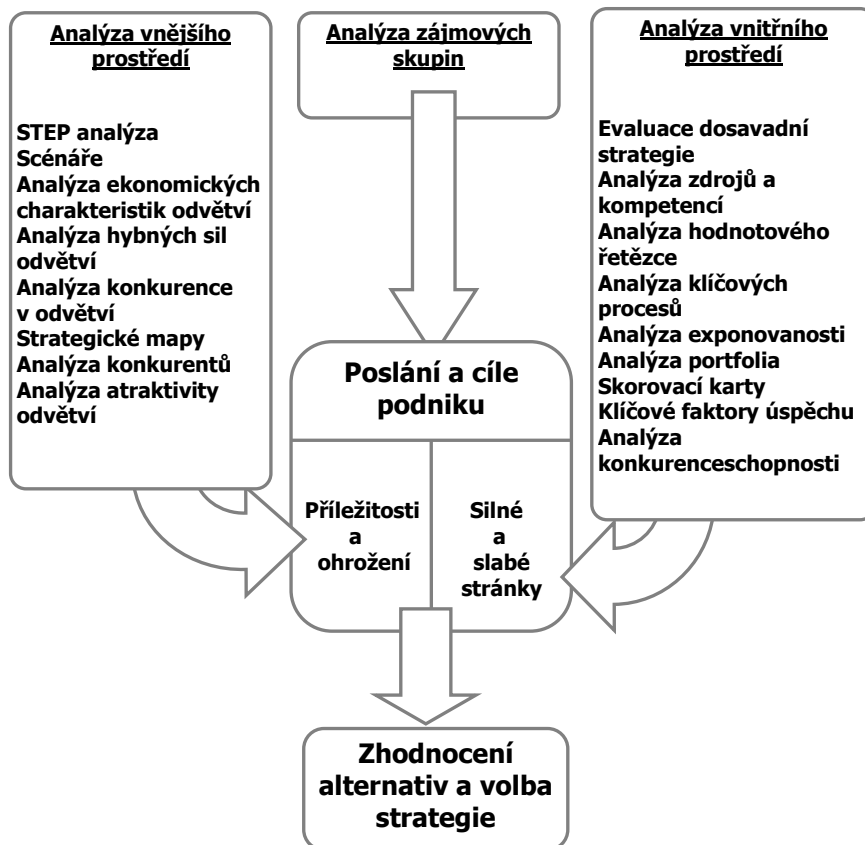 Analýza vnějšího
prostředí
STEP analýza
Scénáře
Analýza ekonomických
charakteristik odvětví
Analýza hybných sil
odvětví
Analýza konkurence
v odvětví
Strategické mapy
Analýza konkurentů
Analýza atraktivity
odvětví
Analýza zájmových
skupin
Analýza vnitřního
prostředí
Evaluace dosavadní
strategie
Analýza zdrojů a
kompetencí
Analýza hodnotového
řetězce
Analýza klíčových
procesů
Analýza exponovanosti
Analýza portfolia
Skorovací karty
Klíčové faktory úspěchu
Analýza
konkurenceschopnosti
Poslání a cíle
podniku
Příležitosti
a
ohrožení
Silné
a
slabé
stránky
Zhodnocení
alternativ a volba
strategie